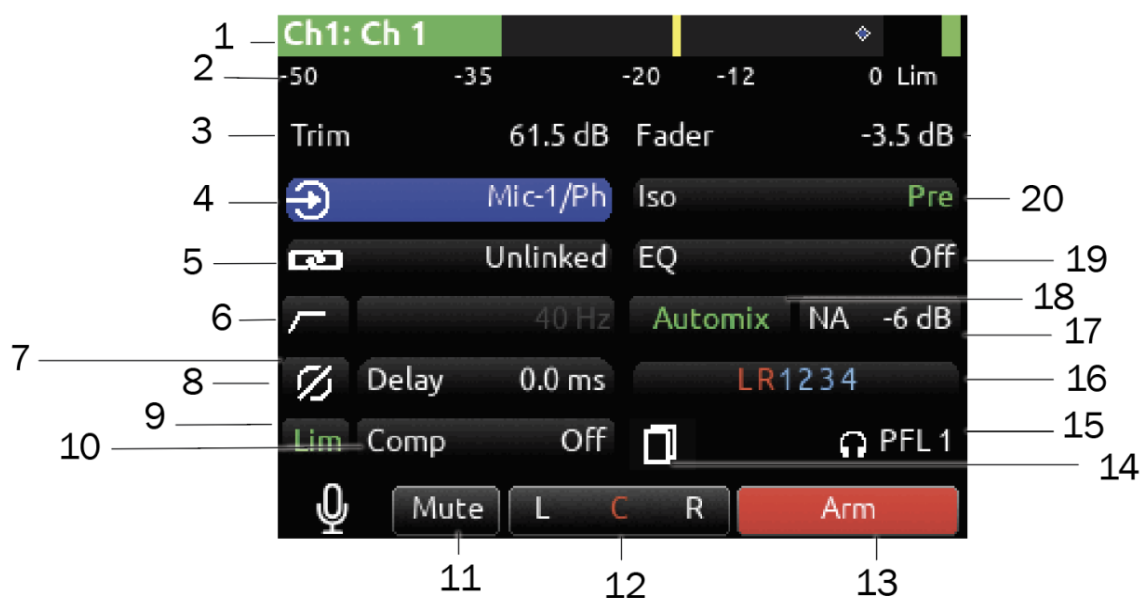 1 Ch1: Ch 1
2 -50 -35 -20 -12 0 Lim
3 Trim 61.5 dB Fader -3.5 dB
4 Mic-1/Ph Iso Pre 20
5 Unlinked EQ Off 19
18
6 40 Hz Automix NA -6 dB
17
7
8 Delay 0.0 ms LR1234 16
9
10 Lim Comp Off PFL 1 15
14
Mute L C R Arm
11 12 13